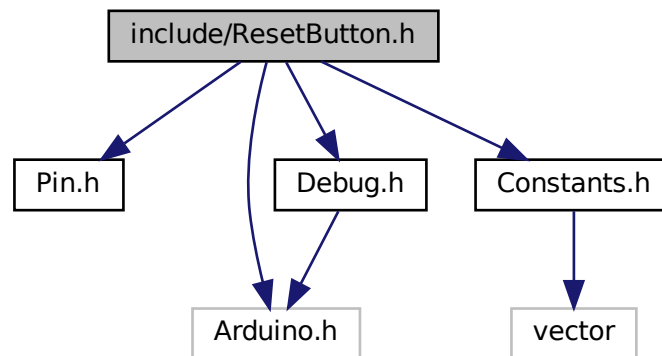 include/ResetButton.h
Pin.h
Debug.h
Constants.h
Arduino.h
vector